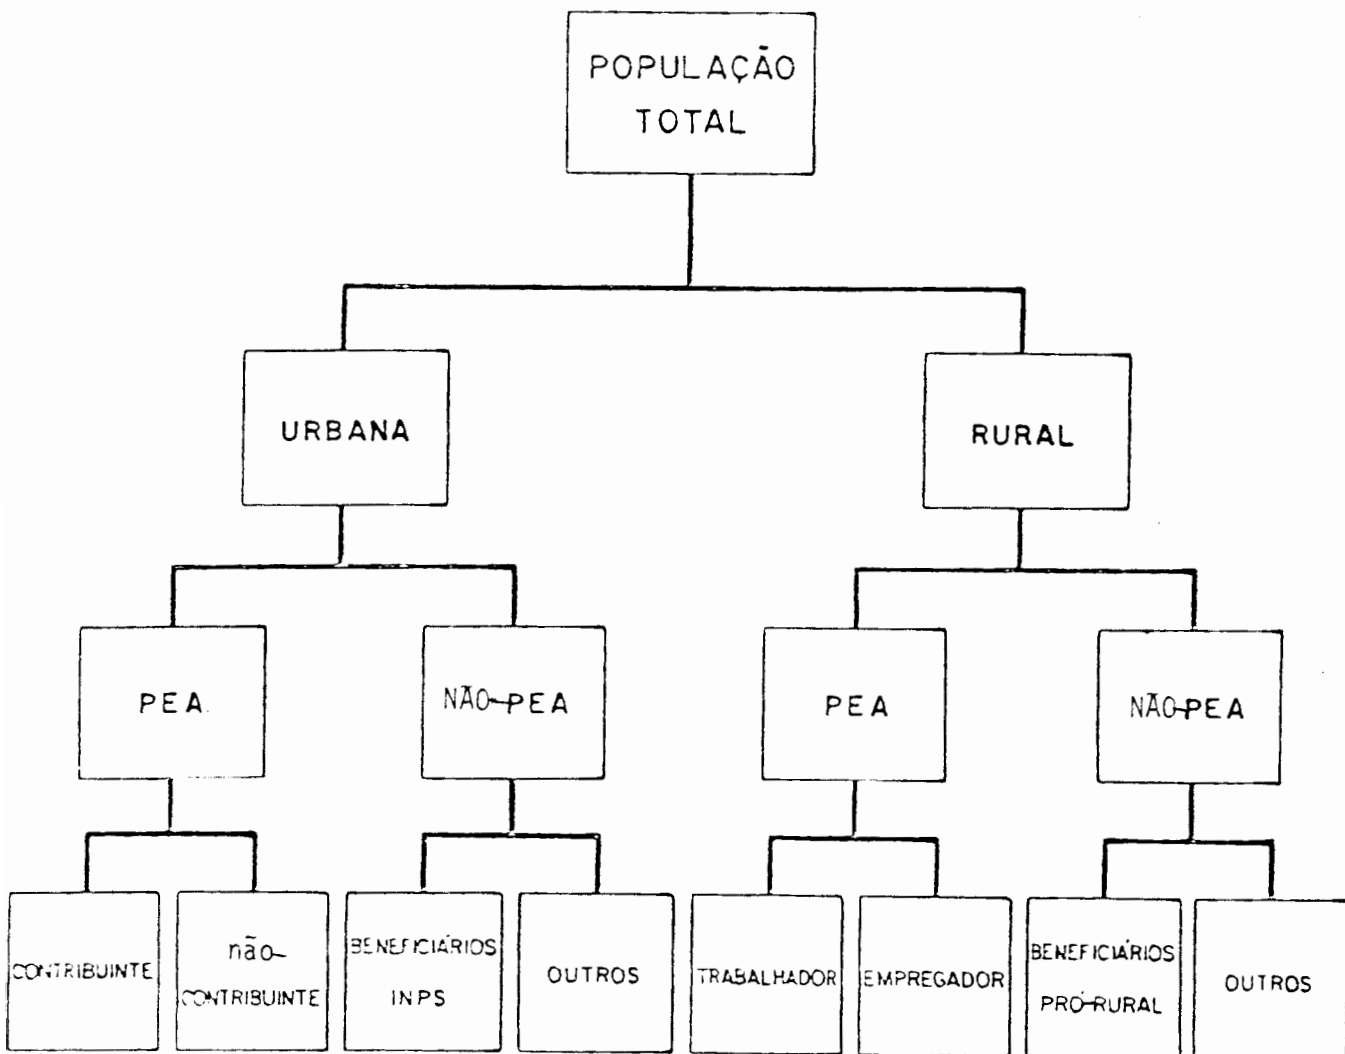 POPULAÇÃO
TOTAL
URBANA
RURAL
PEA
NÃO-PEA
PEA
NÃO-PEA
CONTRIBUINTE
não-
CONTRIBUINTE
BENEFICIÁRIOS
INPS
OUTROS
TRABALHADOR
EMPREGADOR
BENEFICIÁRIOS
PRÓ-RURAL
OUTROS